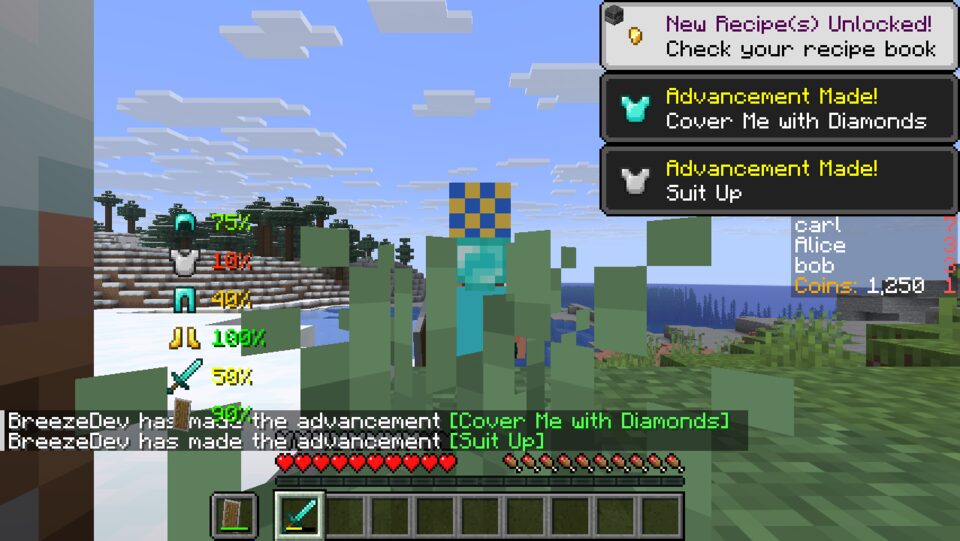 New Recipe(s) Unlocked!
Check your recipe book
Advancement Made!
Cover Me with Diamonds
Advancement Made!
Suit Up
carl
Alice
bob
Coins: 1,250
75%
10%
40%
100%
50%
90%
BreezeDev has made the advancement [Cover Me with Diamonds]
BreezeDev has made the advancement [Suit Up]